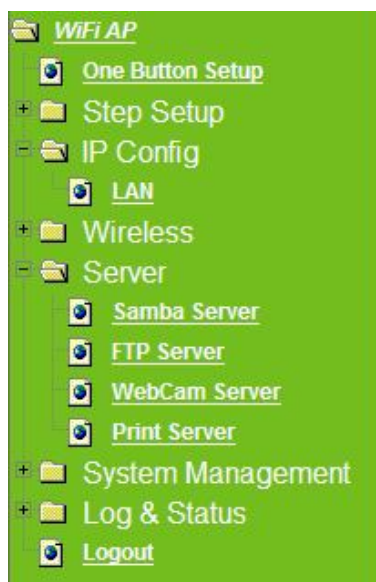 WiFi AP
One Button Setup
Step Setup
IP Config
LAN
Wireless
Server
Samba Server
FTP Server
WebCam Server
Print Server
System Management
Log & Status
Logout